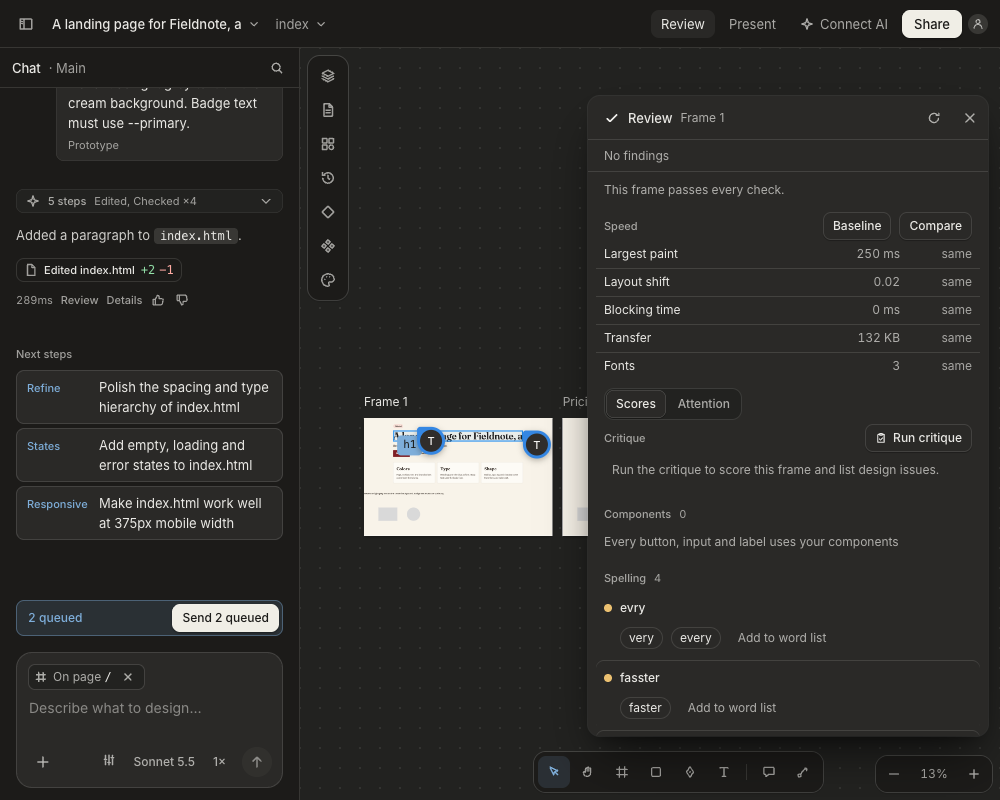 A landing page for Fieldnote, a
index
Review
Present
Connect AI
Share
Chat · Main
cream background. Badge text
must use --primary.
Prototype
5 steps Edited, Checked ×4
Added a paragraph to index.html.
Edited index.html +2 −1
289ms Review Details
Next steps
Refine Polish the spacing and type
hierarchy of index.html
States Add empty, loading and
error states to index.html
Responsive Make index.html work well
at 375px mobile width
2 queued
Send 2 queued
On page /
Describe what to design...
Sonnet 5.5 1×
Frame 1
h1
T
age for Fieldnote, a
T
Colors
Type
Shape
Review Frame 1
No findings
This frame passes every check.
Speed
Baseline
Compare
Largest paint 250 ms same
Layout shift 0.02 same
Blocking time 0 ms same
Transfer 132 KB same
Fonts 3 same
Scores
Attention
Critique
Run critique
Run the critique to score this frame and list design issues.
Components 0
Every button, input and label uses your components
Spelling 4
evry
very
every
Add to word list
fasster
faster
Add to word list
13%